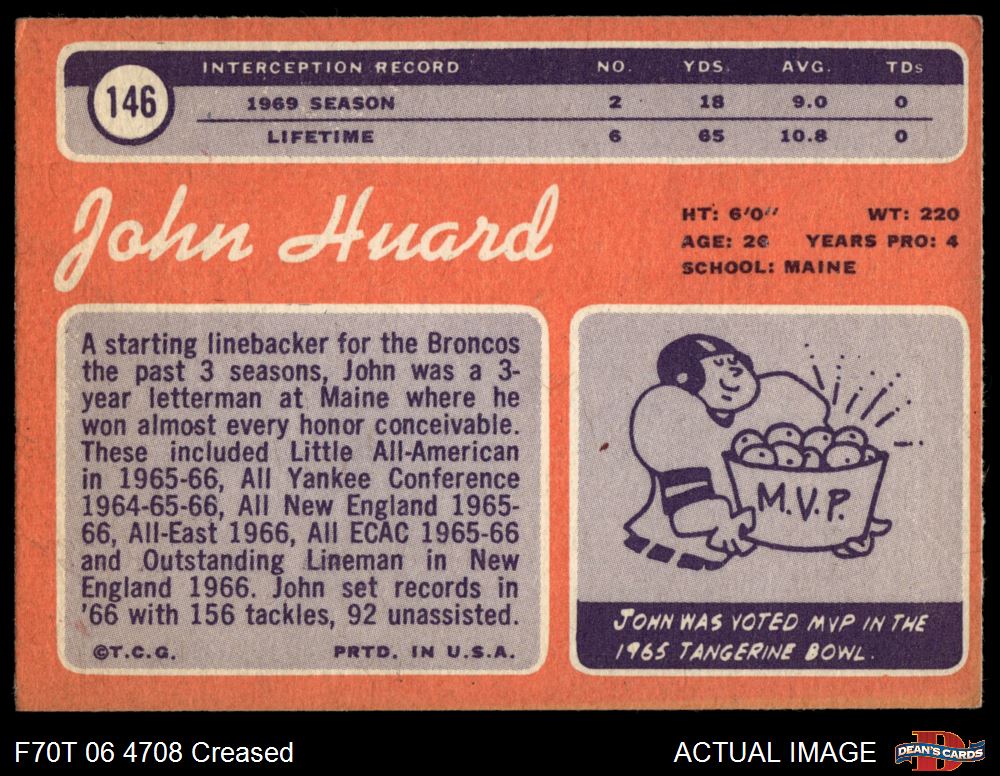 146
INTERCEPTION RECORD NO. YDS. AVG. TDs
1969 SEASON 2 18 9.0 0
LIFETIME 6 65 10.8 0
John Huard
HT: 6'0" WT: 220
AGE: 26 YEARS PRO: 4
SCHOOL: MAINE
A starting linebacker for the Broncos
the past 3 seasons, John was a 3-
year letterman at Maine where he
won almost every honor conceivable.
These included Little All-American
in 1965-66, All Yankee Conference
1964-65-66, All New England 1965-
66, All-East 1966, All ECAC 1965-66
and Outstanding Lineman in New
England 1966. John set records in
'66 with 156 tackles, 92 unassisted.
©T.C.G. PRTD. IN U.S.A.
M.V.P.
JOHN WAS VOTED MVP IN THE
1965 TANGERINE BOWL.
F70T 06 4708 Creased
ACTUAL IMAGE
D
DEAN'S CARDS